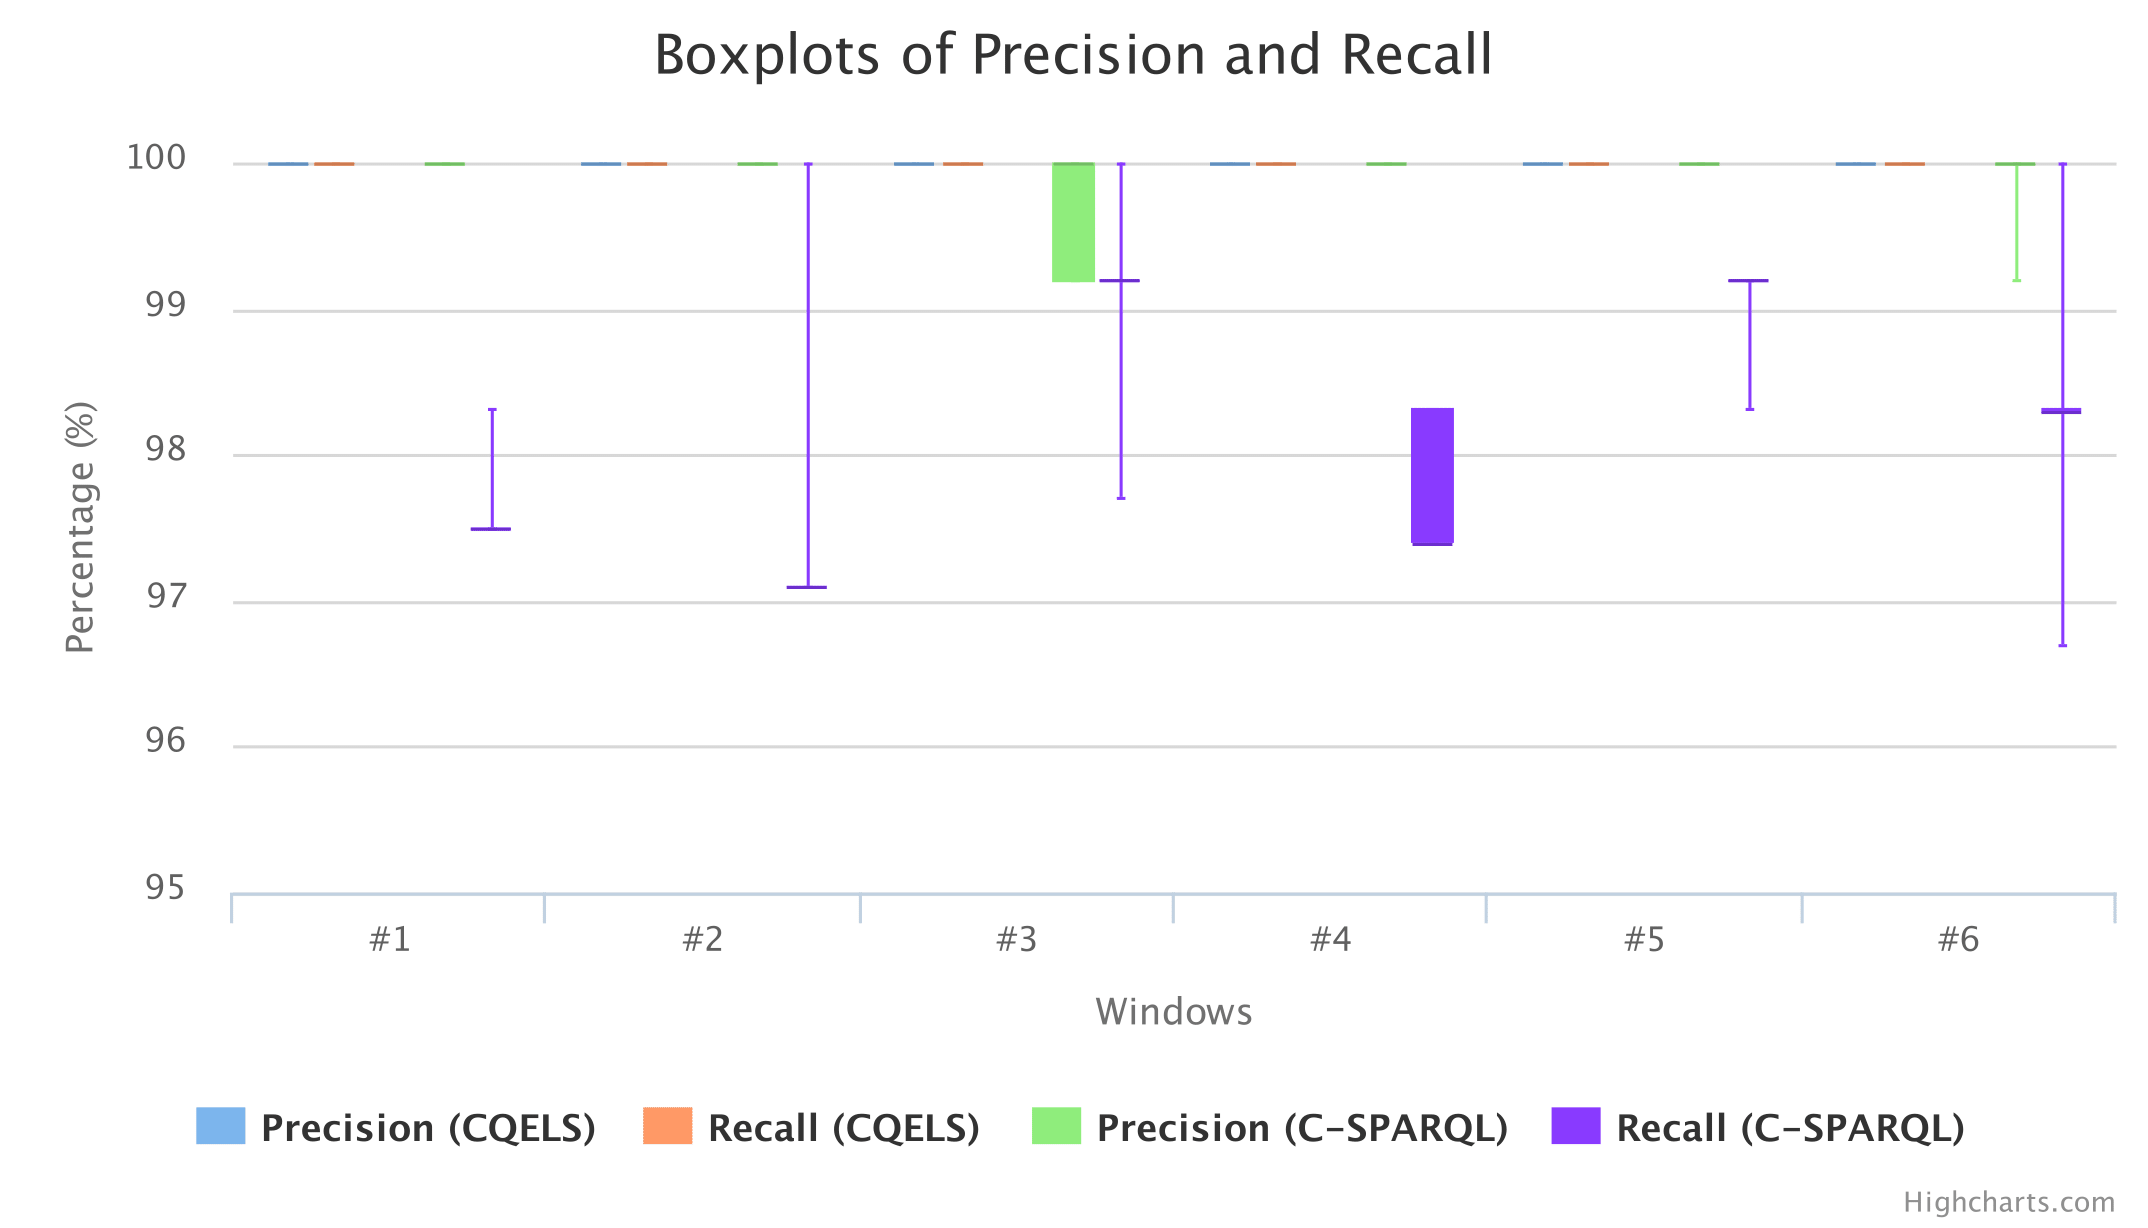 Boxplots of Precision and Recall
100
99
98
97
96
95
Percentage (%)
#1 #2 #3 #4 #5 #6
Windows
Precision (CQELS) Recall (CQELS) Precision (C-SPARQL) Recall (C-SPARQL)
Highcharts.com